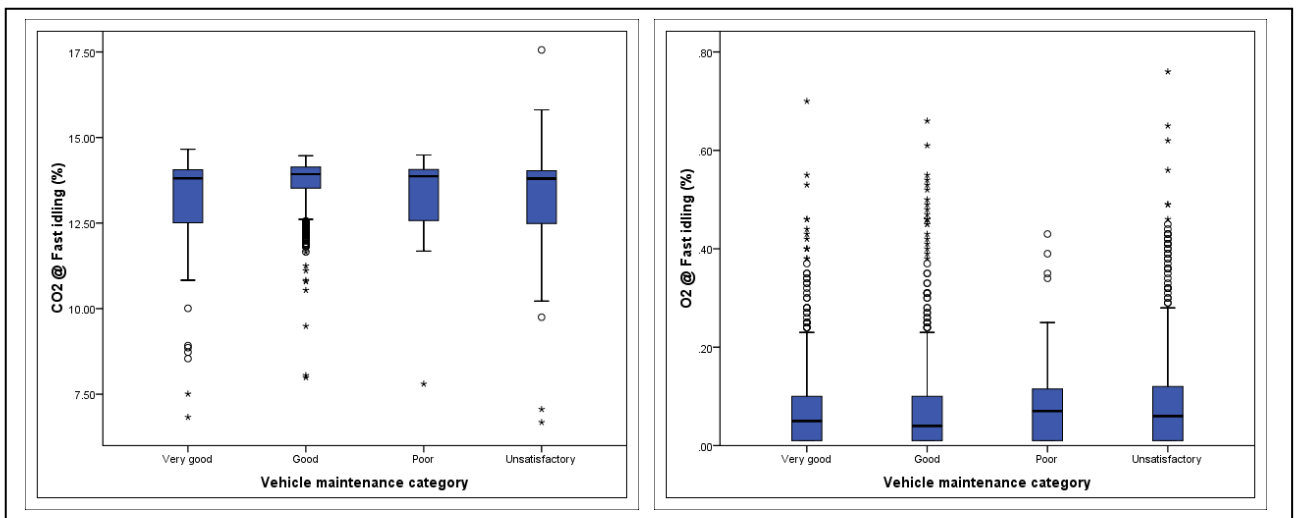 17.50
15.00
12.50
10.00
7.50
CO2 @ Fast idling (%)
Very good Good Poor Unsatisfactory
Vehicle maintenance category
.80
.60
.40
.20
.00
O2 @ Fast idling (%)
Very good Good Poor Unsatisfactory
Vehicle maintenance category